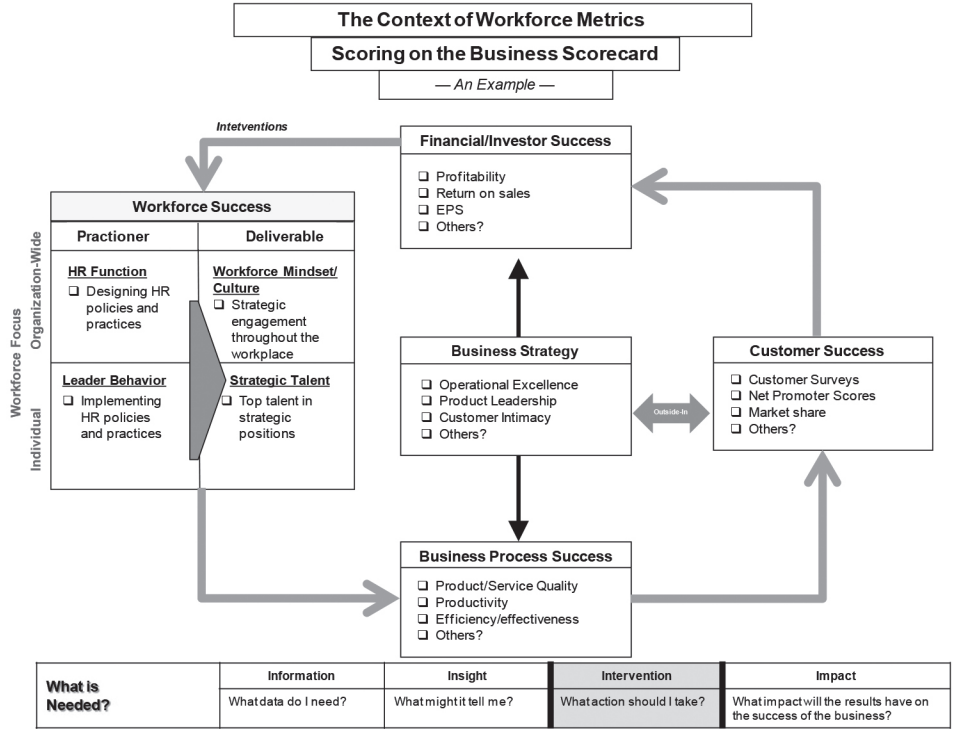 The Context of Workforce Metrics
Scoring on the Business Scorecard
— An Example —
Intetventions
Financial/Investor Success
❑ Profitability
❑ Return on sales
❑ EPS
❑ Others?
Workforce Success
Practioner
Deliverable
Workforce Focus
Organization-Wide
Individual
HR Function
❑ Designing HR
policies and
practices
Workforce Mindset/
Culture
❑ Strategic
engagement
throughout the
workplace
Leader Behavior
❑ Implementing
HR policies
and practices
Strategic Talent
❑ Top talent in
strategic
positions
Business Strategy
❑ Operational Excellence
❑ Product Leadership
❑ Customer Intimacy
❑ Others?
Outside-In
Customer Success
❑ Customer Surveys
❑ Net Promoter Scores
❑ Market share
❑ Others?
Business Process Success
❑ Product/Service Quality
❑ Productivity
❑ Efficiency/effectiveness
❑ Others?
What is
Needed?
Information
What data do I need?
Insight
What might it tell me?
Intervention
What action should I take?
Impact
What impact will the results have on
the success of the business?